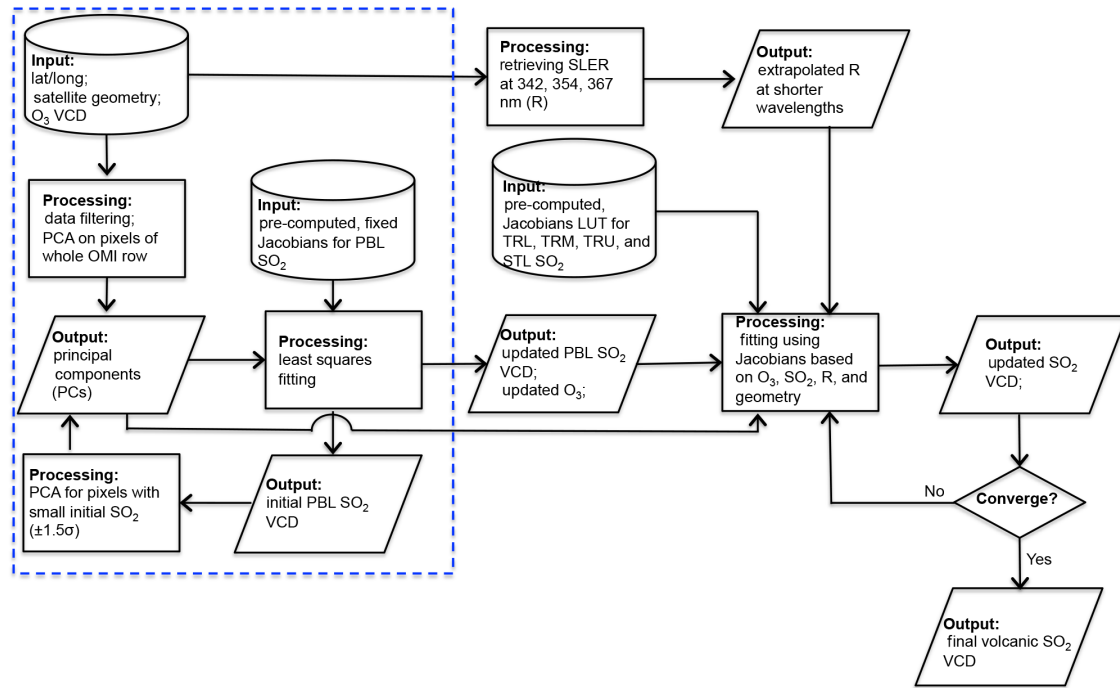 Input:
lat/long;
satellite geometry;
O₃ VCD
Processing:
retrieving SLER
at 342, 354, 367
nm (R)
Output:
extrapolated R
at shorter
wavelengths
Processing:
data filtering;
PCA on pixels of
whole OMI row
Input:
pre-computed, fixed
Jacobians for PBL
SO₂
Input:
pre-computed,
Jacobians LUT for
TRL, TRM, TRU, and
STL SO₂
Output:
principal
components
(PCs)
Processing:
least squares
fitting
Output:
updated PBL SO₂
VCD;
updated O₃;
Processing:
fitting using
Jacobians based
on O₃, SO₂, R, and
geometry
Output:
updated SO₂
VCD;
Processing:
PCA for pixels with
small initial SO₂
(±1.5σ)
Output:
initial PBL SO₂
VCD
No
Converge?
Yes
Output:
final volcanic SO₂
VCD